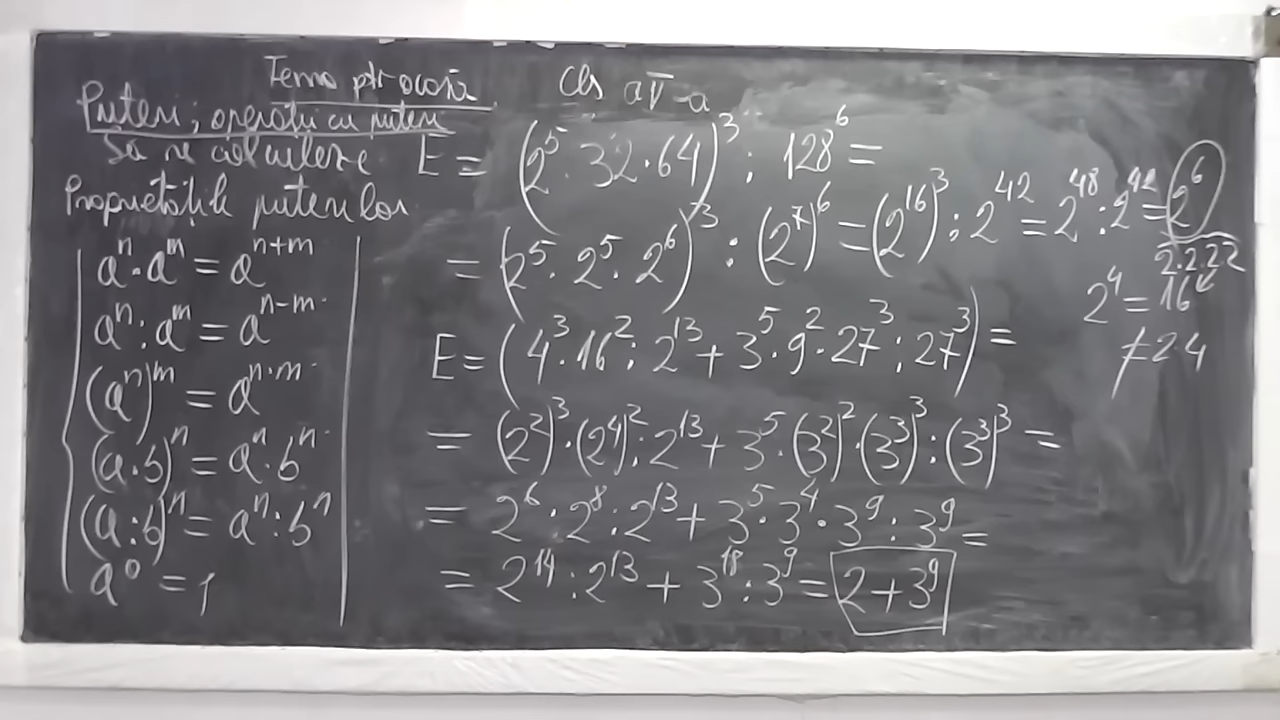 Tema ptr acasă cls a V-a
Puteri; operații cu puteri
Să se calculeze E = (2⁵·32·64)³ : 128⁶ =
= (2⁵·2⁵·2⁶)³ : (2⁷)⁶ = (2¹⁶)³ : 2⁴² = 2⁴⁸ : 2⁴² = 2⁶
2·2·2·2
2⁴ = 16
≠ 2·4
Proprietățile puterilor
aⁿ·aᵐ = aⁿ⁺ᵐ
aⁿ : aᵐ = aⁿ⁻ᵐ
(aⁿ)ᵐ = aⁿ·ᵐ
(a·b)ⁿ = aⁿ·bⁿ
(a:b)ⁿ = aⁿ:bⁿ
a⁰ = 1
E = (4³·16² : 2¹³ + 3⁵·9²·27³ : 27³) =
= (2²)³·(2⁴)² : 2¹³ + 3⁵·(3²)²·(3³)³ : (3³)³ =
= 2⁶·2⁸ : 2¹³ + 3⁵·3⁴·3⁹ : 3⁹ =
= 2¹⁴ : 2¹³ + 3¹⁸ : 3⁹ = 2 + 3⁹